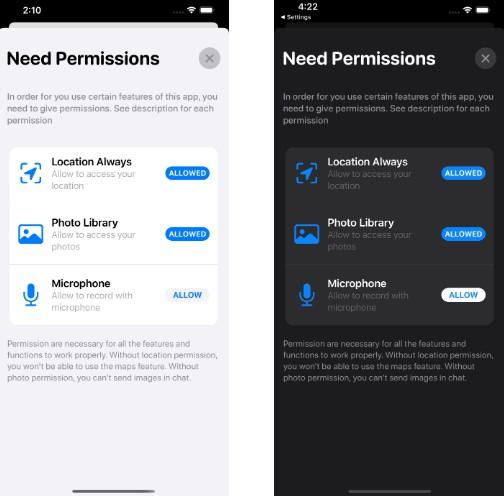 2:10
Need Permissions
In order for you use certain features of this app, you
need to give permissions. See description for each
permission
Location Always
Allow to access your
location
ALLOWED
Photo Library
Allow to access your
photos
ALLOWED
Microphone
Allow to record with
microphone
ALLOW
Permission are necessary for all the features and
functions to work properly. Without location permission,
you won't be able to use the maps feature. Without
photo permission, you can't send images in chat.
4:22
Settings
Need Permissions
In order for you use certain features of this app, you
need to give permissions. See description for each
permission
Location Always
Allow to access your
location
ALLOWED
Photo Library
Allow to access your
photos
ALLOWED
Microphone
Allow to record with
microphone
ALLOW
Permission are necessary for all the features and
functions to work properly. Without location permission,
you won't be able to use the maps feature. Without
photo permission, you can't send images in chat.